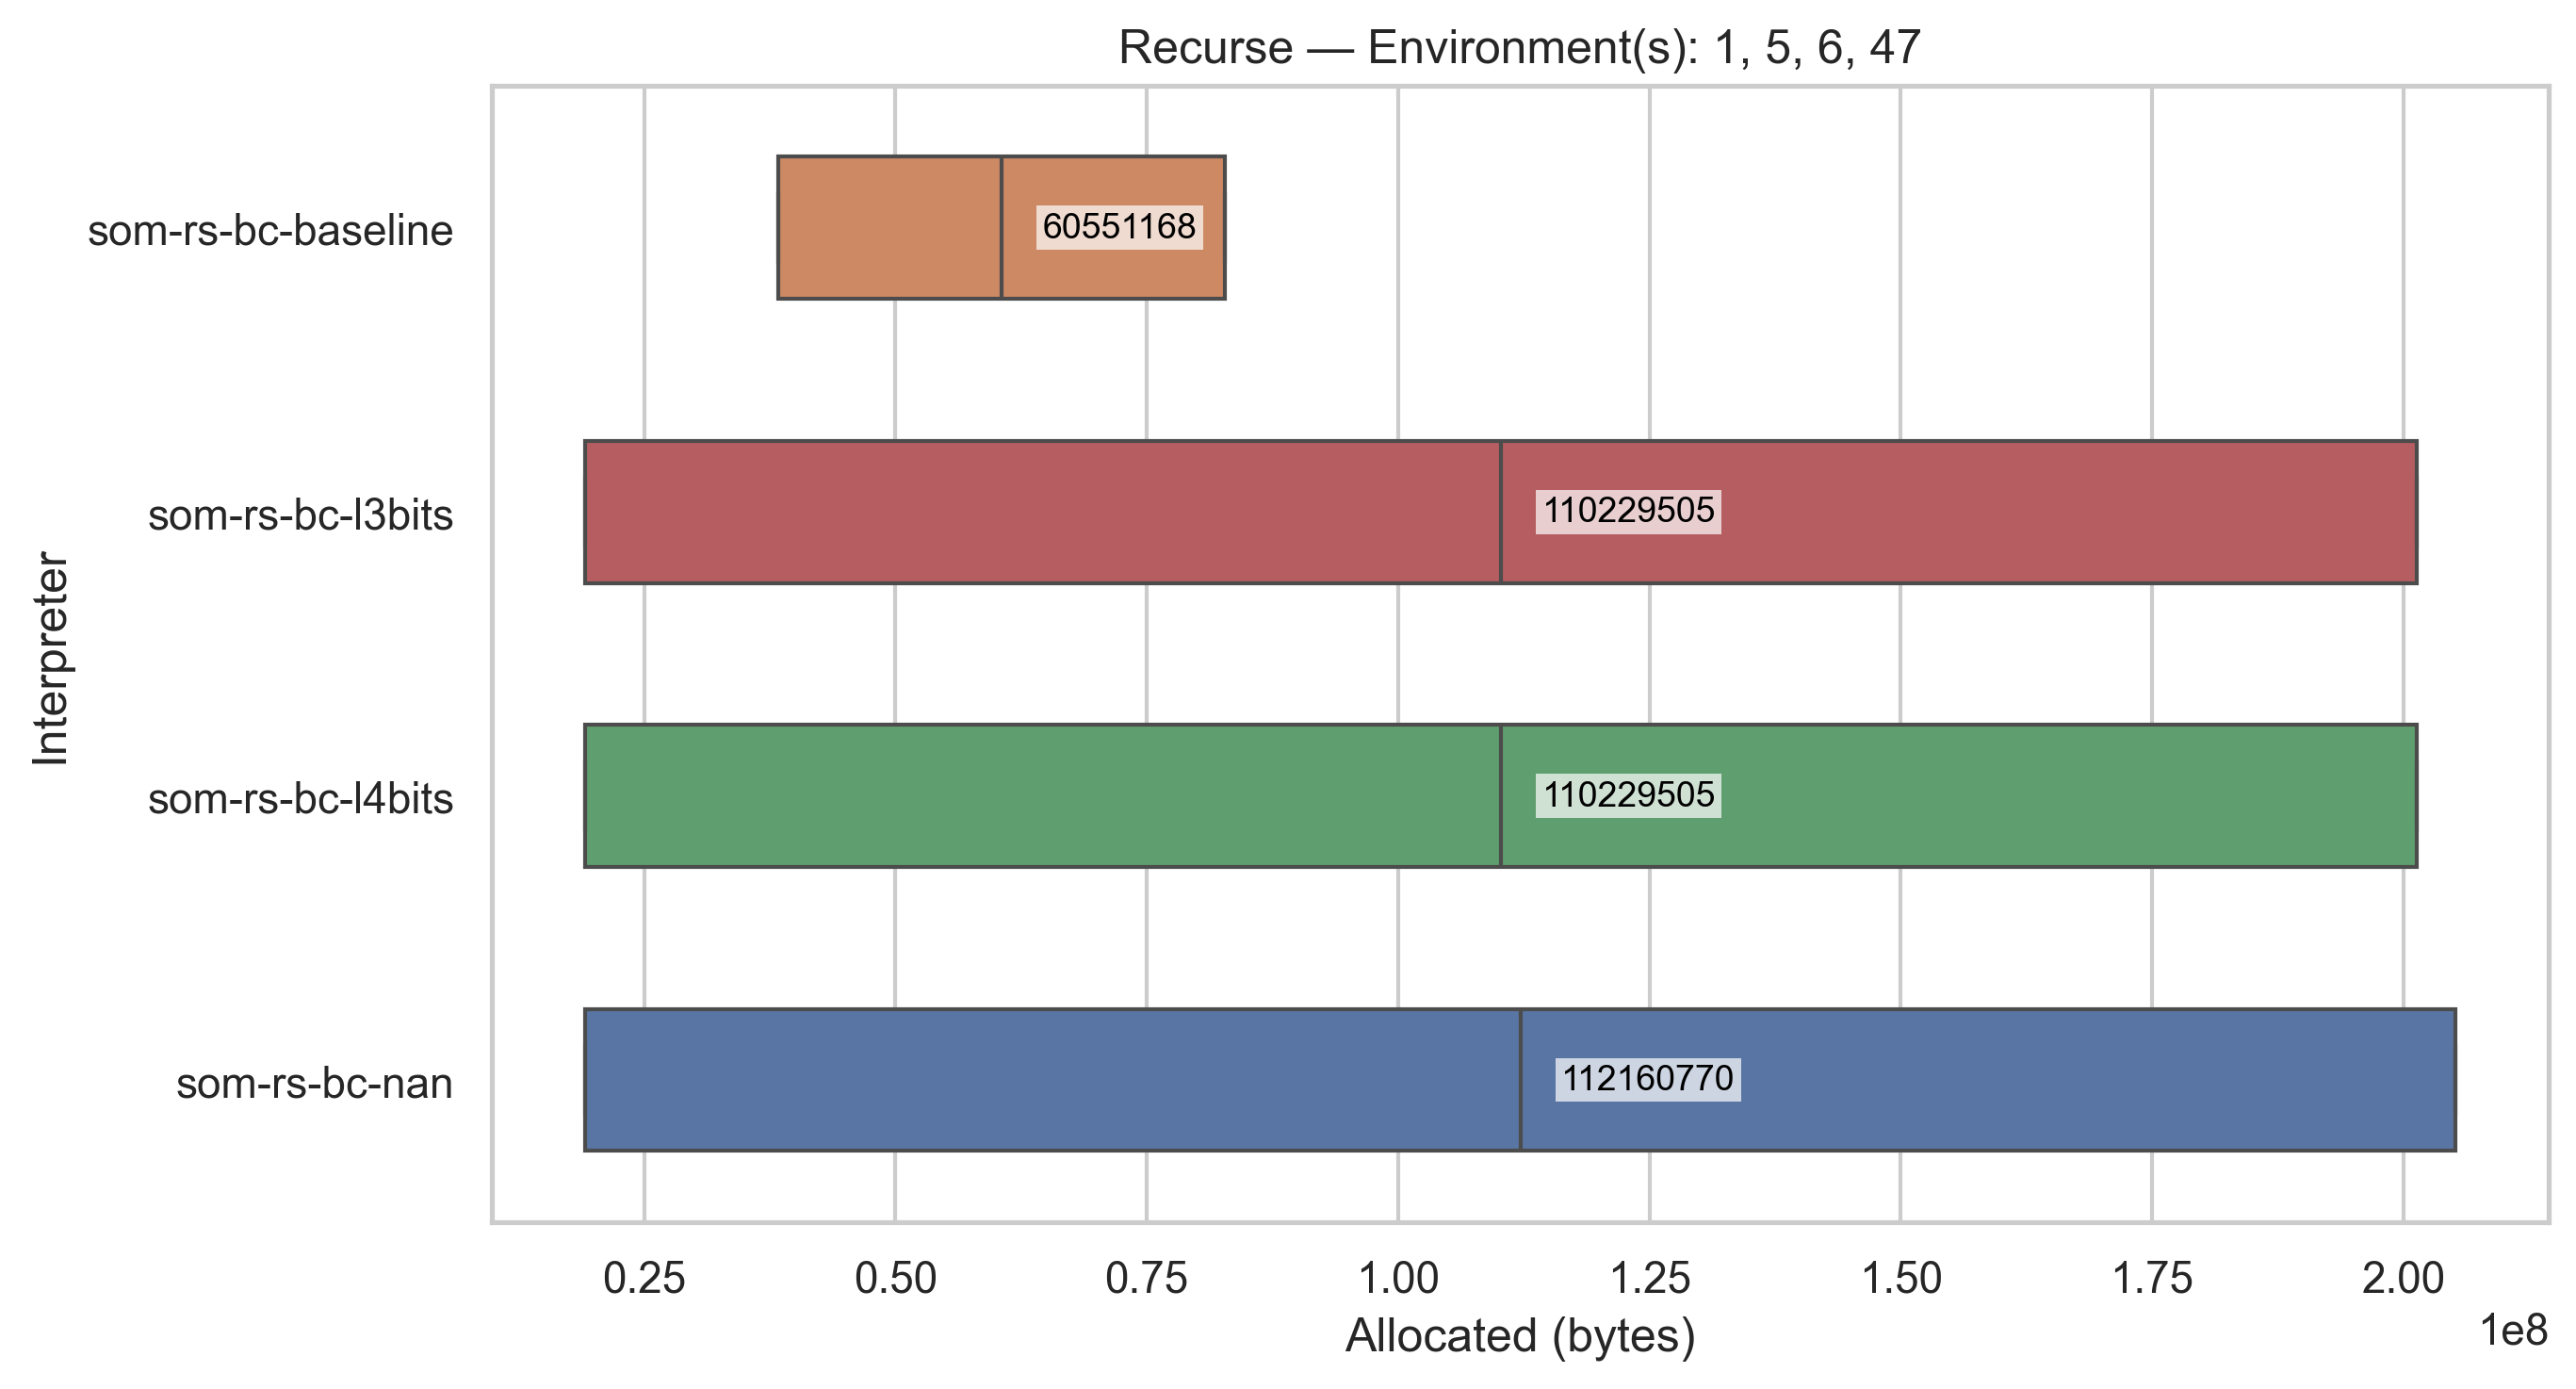 Recurse — Environment(s): 1, 5, 6, 47
som-rs-bc-baseline
60551168
som-rs-bc-l3bits
110229505
som-rs-bc-l4bits
110229505
som-rs-bc-nan
112160770
Interpreter
0.25 0.50 0.75 1.00 1.25 1.50 1.75 2.00
1e8
Allocated (bytes)